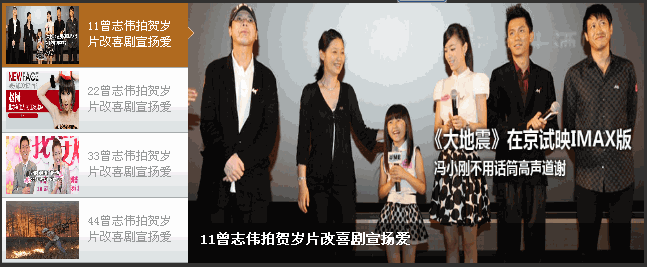 11曾志伟拍贺岁
片改喜剧宣扬爱
NEWFACE
22曾志伟拍贺岁
片改喜剧宣扬爱
33曾志伟拍贺岁
片改喜剧宣扬爱
44曾志伟拍贺岁
片改喜剧宣扬爱
《大地震》在京试映IMAX版
冯小刚不用话筒高声道谢
11曾志伟拍贺岁片改喜剧宣扬爱